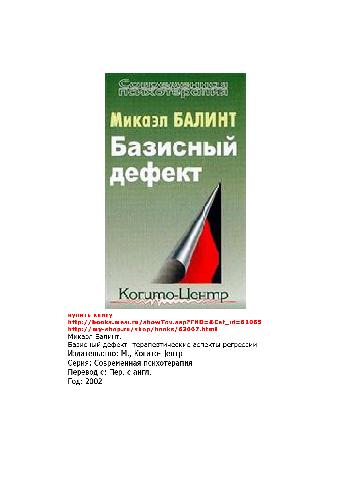 Современная
психотерапия
Микаэл БАЛИНТ
Базисный
дефект
Когито-Центр
купить книгу
Микаэл Балинт.
Базисный дефект: терапевтические аспекты регрессии
Издательство: М., Когито-Центр
Серия: Современная психотерапия
Перевод с: Пер. с англ.
Год: 2002